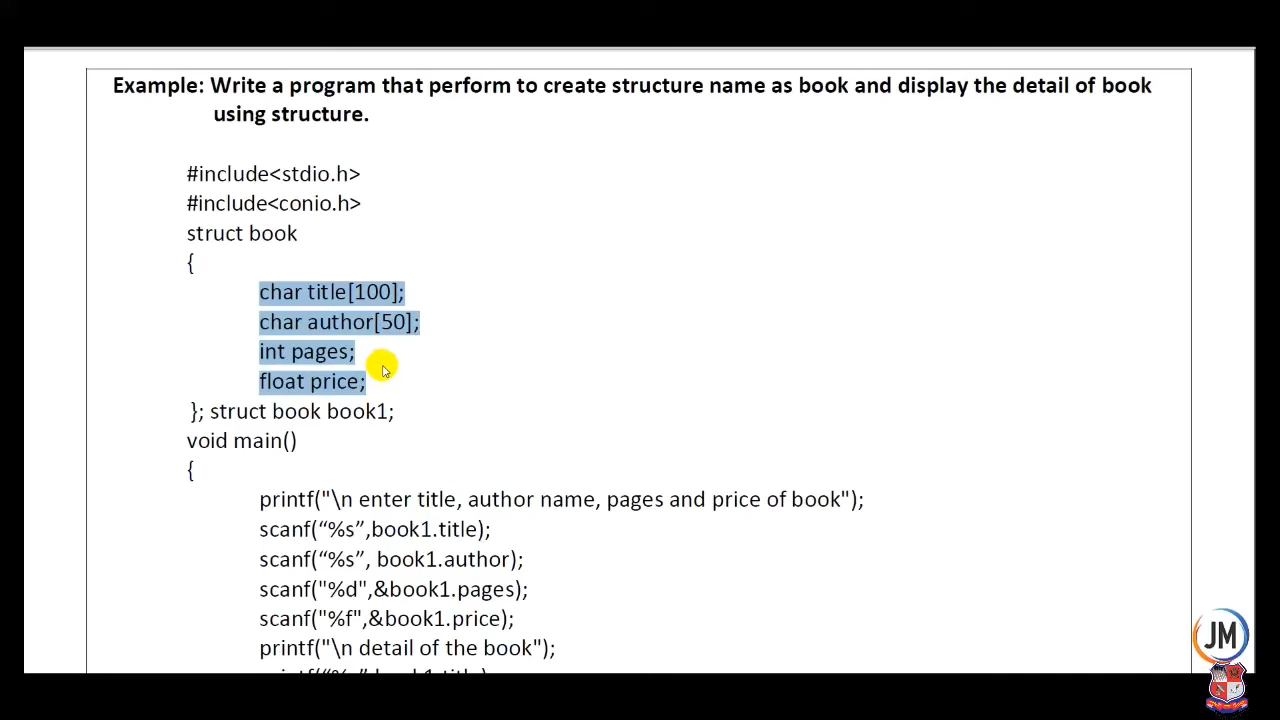 Example: Write a program that perform to create structure name as book and display the detail of book
using structure.
#include<stdio.h>
#include<conio.h>
struct book
{
char title[100];
char author[50];
int pages;
float price;
}; struct book book1;
void main()
{
printf("\n enter title, author name, pages and price of book");
scanf(“%s”,book1.title);
scanf(“%s”, book1.author);
scanf("%d",&book1.pages);
scanf("%f",&book1.price);
printf("\n detail of the book");
JM